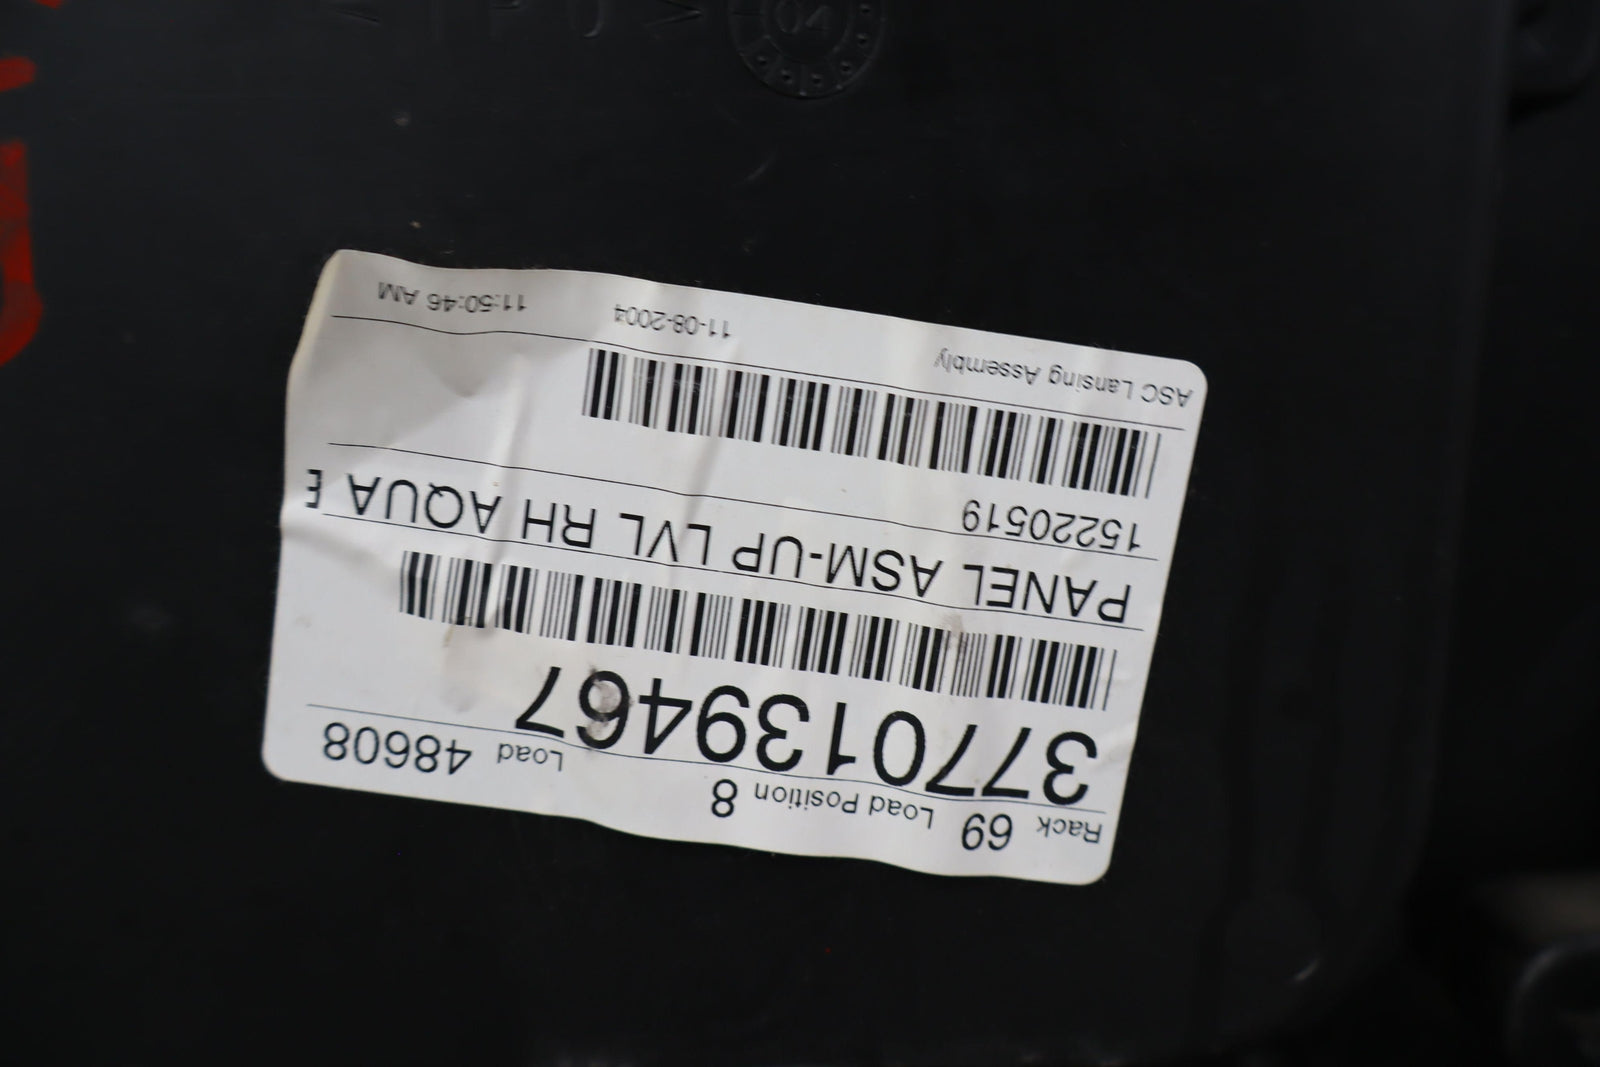 Rack 69 Load Position 8 Load 48608
3770139467
PANEL ASM-UP LVL RH AQUA E
15220519
ASC Lansing Assembly 11-08-2004 11:50:46 AM
04